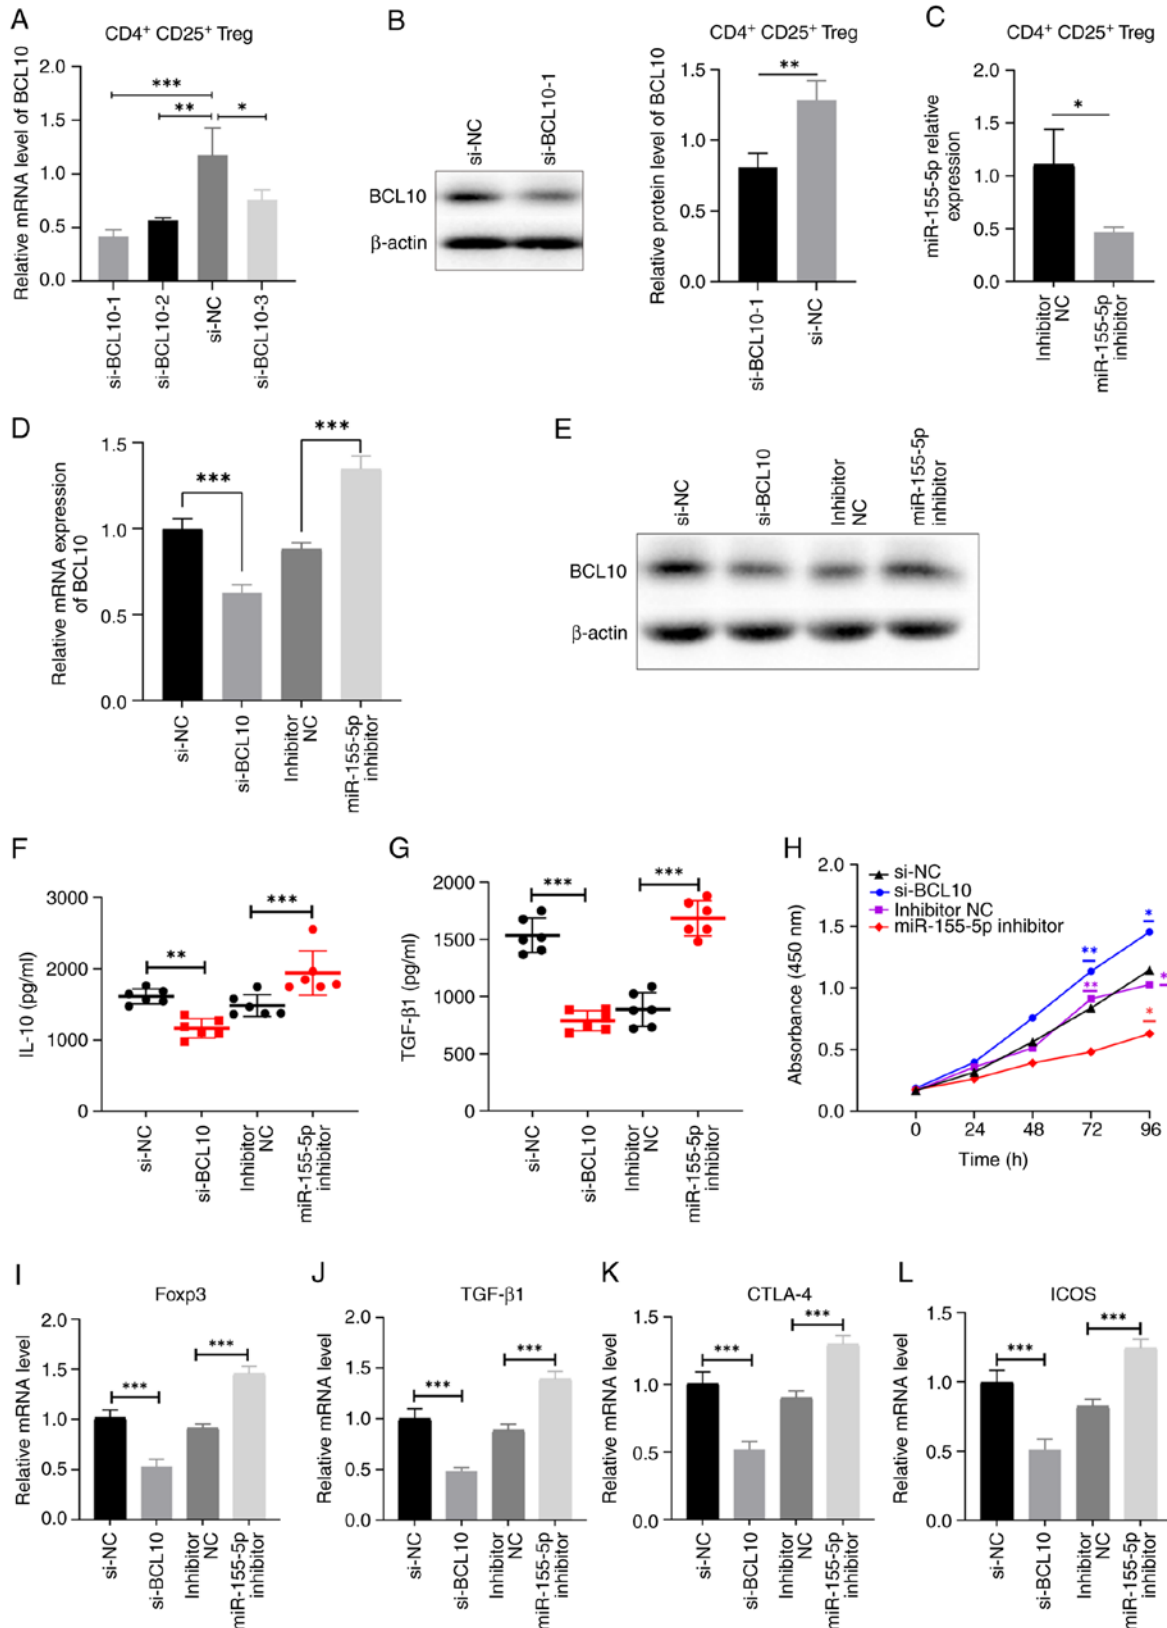 A
CD4+ CD25+ Treg
Relative mRNA level of BCL10
2.0
1.5
1.0
0.5
0.0
***
**
*
si-BCL10-1
si-BCL10-2
si-NC
si-BCL10-3
B
si-NC
si-BCL10-1
BCL10
β-actin
CD4+ CD25+ Treg
Relative protein level of BCL10
1.5
1.0
0.5
0.0
**
si-BCL10-1
si-NC
C
CD4+ CD25+ Treg
miR-155-5p relative
expression
2.0
1.5
1.0
0.5
0.0
*
Inhibitor
NC
miR-155-5p
inhibitor
D
Relative mRNA expression
of BCL10
1.5
1.0
0.5
0.0
***
***
si-NC
si-BCL10
Inhibitor
NC
miR-155-5p
inhibitor
E
si-NC
si-BCL10
Inhibitor
NC
miR-155-5p
inhibitor
BCL10
β-actin
F
IL-10 (pg/ml)
3000
2000
1000
0
**
***
si-NC
si-BCL10
Inhibitor
NC
miR-155-5p
inhibitor
G
TGF-β1 (pg/ml)
2000
1500
1000
500
0
***
***
si-NC
si-BCL10
Inhibitor
NC
miR-155-5p
inhibitor
H
Absorbance (450 nm)
2.0
1.5
1.0
0.5
0.0
si-NC
si-BCL10
Inhibitor NC
miR-155-5p inhibitor
*
**
**
*
*
0
24
48
72
96
Time (h)
I
Foxp3
Relative mRNA level
2.0
1.5
1.0
0.5
0.0
***
***
si-NC
si-BCL10
Inhibitor
NC
miR-155-5p
inhibitor
J
TGF-β1
Relative mRNA level
2.0
1.5
1.0
0.5
0.0
***
***
si-NC
si-BCL10
Inhibitor
NC
miR-155-5p
inhibitor
K
CTLA-4
Relative mRNA level
1.5
1.0
0.5
0.0
***
***
si-NC
si-BCL10
Inhibitor
NC
miR-155-5p
inhibitor
L
ICOS
Relative mRNA level
1.5
1.0
0.5
0.0
***
***
si-NC
si-BCL10
Inhibitor
NC
miR-155-5p
inhibitor